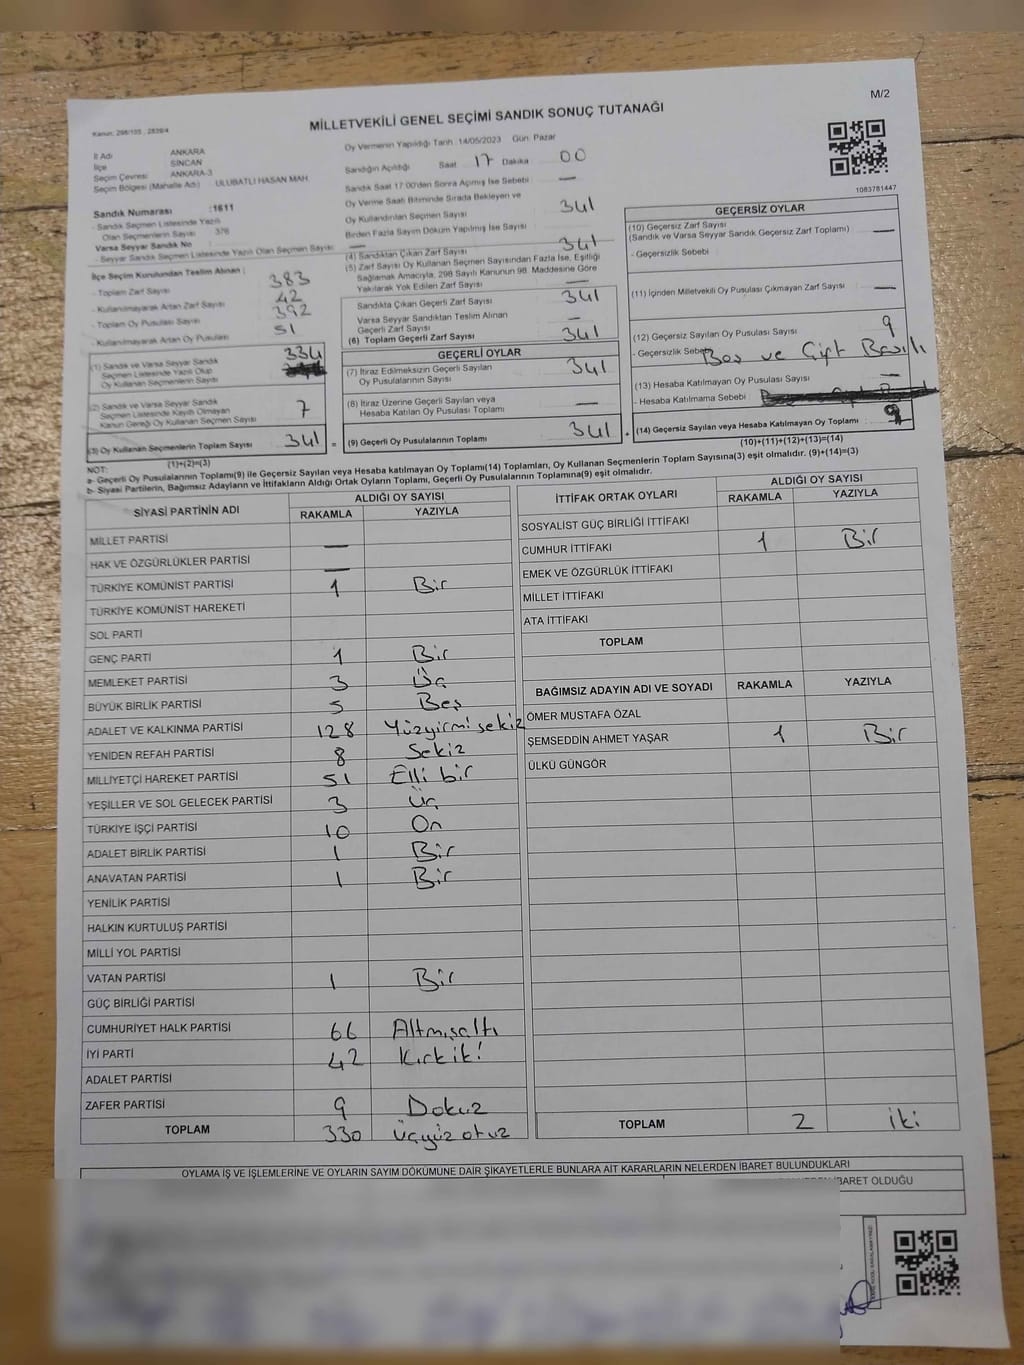 M/2
Kanun: 298/105 , 2839/4
MİLLETVEKİLİ GENEL SEÇİMİ SANDIK SONUÇ TUTANAĞI
İl Adı ANKARA
İlçe SİNCAN
Seçim Çevresi ANKARA-3
Seçim Bölgesi (Mahalle Adı) ULUBATLI HASAN MAH.
Sandık Numarası :1611
- Sandık Seçmen Listesinde Yazılı
Olan Seçmenlerin Sayısı 376
Varsa Seyyar Sandık No
- Sandık Seçmen Listesinde Yazılı Olan Seçmen Sayısı
İlçe Seçim Kurulundan Teslim Alınan :
- Toplam Zarf Sayısı 383
- Kullanılmayarak Artan Zarf Sayısı 42
- Toplam Oy Pusulası Sayısı 392
- Kullanılmayarak Artan Oy Pusulası 51
(1) Sandık ve Varsa Seyyar Sandık
Seçmen Listesinde Yazılı Olup
Oy Kullanan Seçmenlerin Sayısı 334
(2) Sandık ve Varsa Seyyar Sandık
Seçmen Listesinde Kayıtlı Olmayan
Kanun Gereği Oy Kullanan Seçmen Sayısı 7
(3) Oy Kullanan Seçmenlerin Toplam Sayısı 341
(1)+(2)=(3)
Oy Vermenin Yapıldığı Tarih :14/05/2023 Gün: Pazar
Sandığın Açıldığı Saat 17 Dakika 00
Sandık Saat 17:00'den Sonra Açılmış İse Sebebi : —
Oy Verme Saati Bitiminde Sırada Bekleyen ve
Oy Kullandırılan Seçmen Sayısı 341
Birden Fazla Sayım Döküm Yapılmış İse Sayısı —
(4) Sandıktan Çıkan Zarf Sayısı 341
(5) Zarf Sayısı Oy Kullanan Seçmen Sayısından Fazla İse, Eşitliği
Sağlamak Amacıyla, 298 Sayılı Kanunun 98. Maddesine Göre
Yakılarak Yok Edilen Zarf Sayısı —
Sandıkta Çıkan Geçerli Zarf Sayısı 341
Varsa Seyyar Sandıktan Teslim Alınan
Geçerli Zarf Sayısı —
(6) Toplam Geçerli Zarf Sayısı 341
GEÇERLİ OYLAR
(7) İtiraz Edilmeksizin Geçerli Sayılan
Oy Pusulalarının Sayısı 341
(8) İtiraz Üzerine Geçerli Sayılan veya
Hesaba Katılan Oy Pusulası Toplamı —
= (9) Geçerli Oy Pusulalarının Toplamı 341
1083781447
GEÇERSİZ OYLAR
(10) Geçersiz Zarf Sayısı
(Sandık ve Varsa Seyyar Sandık Geçersiz Zarf Toplamı) —
- Geçersizlik Sebebi
(11) İçinden Milletvekili Oy Pusulası Çıkmayan Zarf Sayısı —
(12) Geçersiz Sayılan Oy Pusulası Sayısı 9
- Geçersizlik Sebebi Boş ve Çift Basılı
(13) Hesaba Katılmayan Oy Pusulası Sayısı —
- Hesaba Katılmama Sebebi
+ (14) Geçersiz Sayılan veya Hesaba Katılmayan Oy Toplamı 9
(10)+(11)+(12)+(13)=(14)
NOT:
a- Geçerli Oy Pusulalarının Toplamı(9) ile Geçersiz Sayılan veya Hesaba katılmayan Oy Toplamı(14) Toplamları, Oy Kullanan Seçmenlerin Toplam Sayısına(3) eşit olmalıdır. (9)+(14)=(3)
b- Siyasi Partilerin, Bağımsız Adayların ve İttifakların Aldığı Ortak Oyların Toplamı, Geçerli Oy Pusulalarının Toplamına(9) eşit olmalıdır.
SİYASİ PARTİNİN ADI ALDIĞI OY SAYISI
RAKAMLA YAZIYLA
MİLLET PARTİSİ —
HAK VE ÖZGÜRLÜKLER PARTİSİ —
TÜRKİYE KOMÜNİST PARTİSİ 1 Bir
TÜRKİYE KOMÜNİST HAREKETİ
SOL PARTİ
GENÇ PARTİ 1 Bir
MEMLEKET PARTİSİ 3 Üç
BÜYÜK BİRLİK PARTİSİ 5 Beş
ADALET VE KALKINMA PARTİSİ 128 Yüzyirmi sekiz
YENİDEN REFAH PARTİSİ 8 Sekiz
MİLLİYETÇİ HAREKET PARTİSİ 51 Elli bir
YEŞİLLER VE SOL GELECEK PARTİSİ 3 Üç
TÜRKİYE İŞÇİ PARTİSİ 10 On
ADALET BİRLİK PARTİSİ 1 Bir
ANAVATAN PARTİSİ 1 Bir
YENİLİK PARTİSİ
HALKIN KURTULUŞ PARTİSİ
MİLLİ YOL PARTİSİ
VATAN PARTİSİ 1 Bir
GÜÇ BİRLİĞİ PARTİSİ
CUMHURİYET HALK PARTİSİ 66 Altmışaltı
İYİ PARTİ 42 Kırk iki
ADALET PARTİSİ
ZAFER PARTİSİ 9 Dokuz
TOPLAM 330 üçyüz otuz
İTTİFAK ORTAK OYLARI ALDIĞI OY SAYISI
RAKAMLA YAZIYLA
SOSYALİST GÜÇ BİRLİĞİ İTTİFAKI
CUMHUR İTTİFAKI 1 Bir
EMEK VE ÖZGÜRLÜK İTTİFAKI
MİLLET İTTİFAKI
ATA İTTİFAKI
TOPLAM
BAĞIMSIZ ADAYIN ADI VE SOYADI RAKAMLA YAZIYLA
ÖMER MUSTAFA ÖZAL
ŞEMSEDDİN AHMET YAŞAR 1 Bir
ÜLKÜ GÜNGÖR
TOPLAM 2 iki
OYLAMA İŞ VE İŞLEMLERİNE VE OYLARIN SAYIM DÖKÜMÜNE DAİR ŞİKAYETLERLE BUNLARA AİT KARARLARIN NELERDEN İBARET BULUNDUKLARI
İBARET OLDUĞU